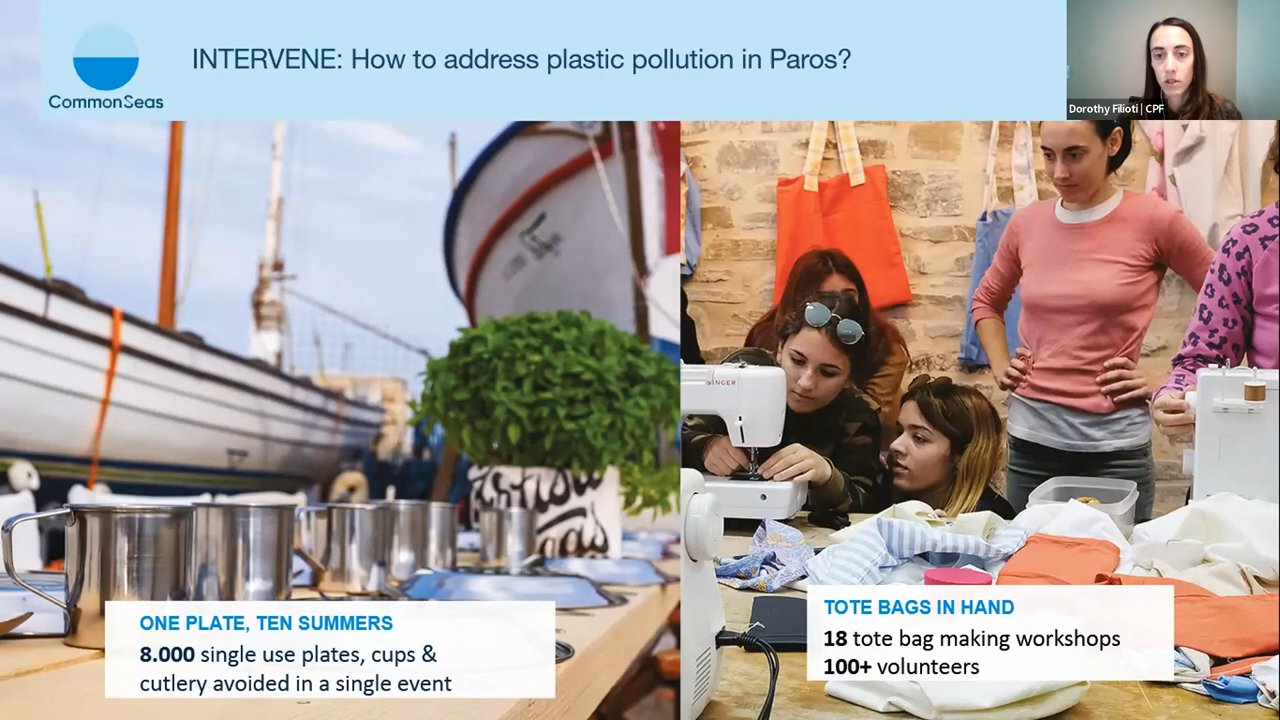 INTERVENE: How to address plastic pollution in Paros?
CommonSeas
Dorothy Filioti | CPF
SINGER
ONE PLATE, TEN SUMMERS
8.000 single use plates, cups &
cutlery avoided in a single event
TOTE BAGS IN HAND
18 tote bag making workshops
100+ volunteers